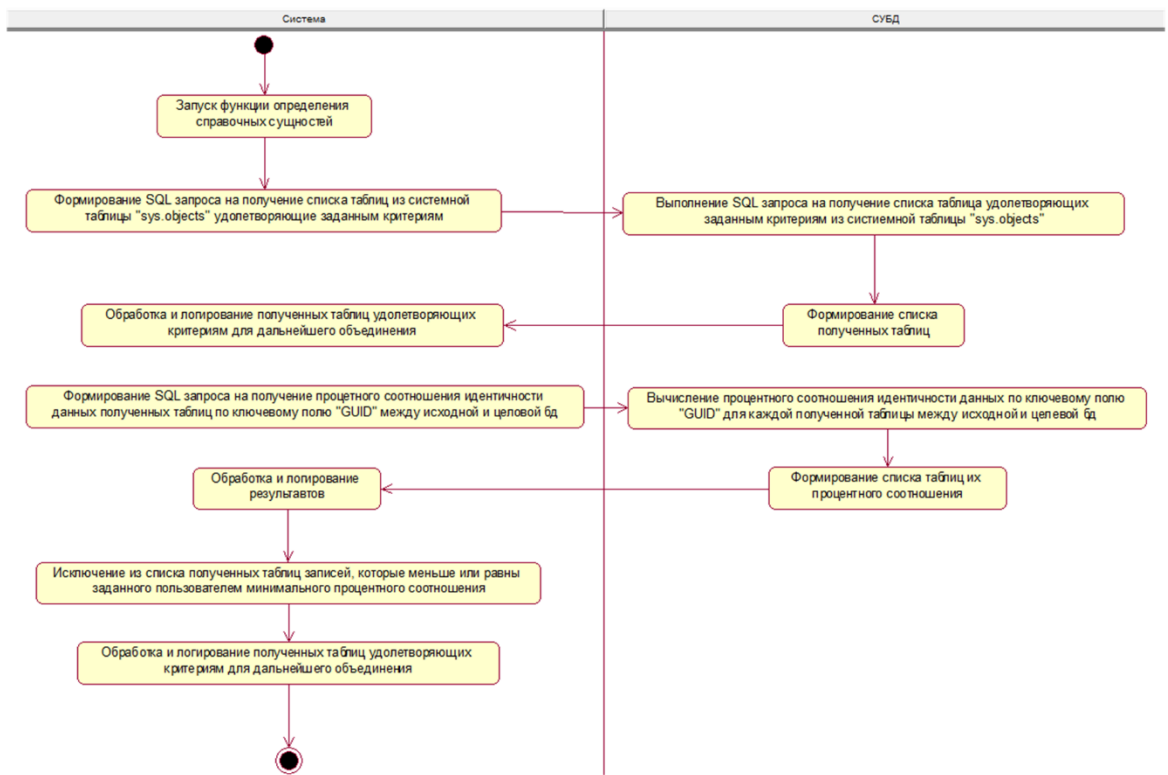 Система
СУБД
Запуск функции определения
справочных сущностей
Формирование SQL запроса на получение списка таблиц из системной
таблицы "sys.objects" удолетворяющие заданным критериям
Выполнение SQL запроса на получение списка таблица удолетворяющих
заданным критериям из систиемной таблицы "sys.objects"
Формирование списка
полученных таблиц
Обработка и логирование полученных таблиц удолетворяющих
критериям для дальнейшего объединения
Формирование SQL запроса на получение процетного соотношения идентичности
данных полученных таблиц по ключевому полю "GUID" между исходной и целовой бд
Вычисление процентного соотношения идентичности данных по ключевому полю
"GUID" для каждой полученной таблицы между исходной и целевой бд
Формирование списка таблиц их
процентного соотношения
Обработка и логирование
результавтов
Исключение из списка полученных таблиц записей, которые меньше или равны
заданного пользователем минимального процентного соотношения
Обработка и логирование полученных таблиц удолетворяющих
критериям для дальнейшего объединения